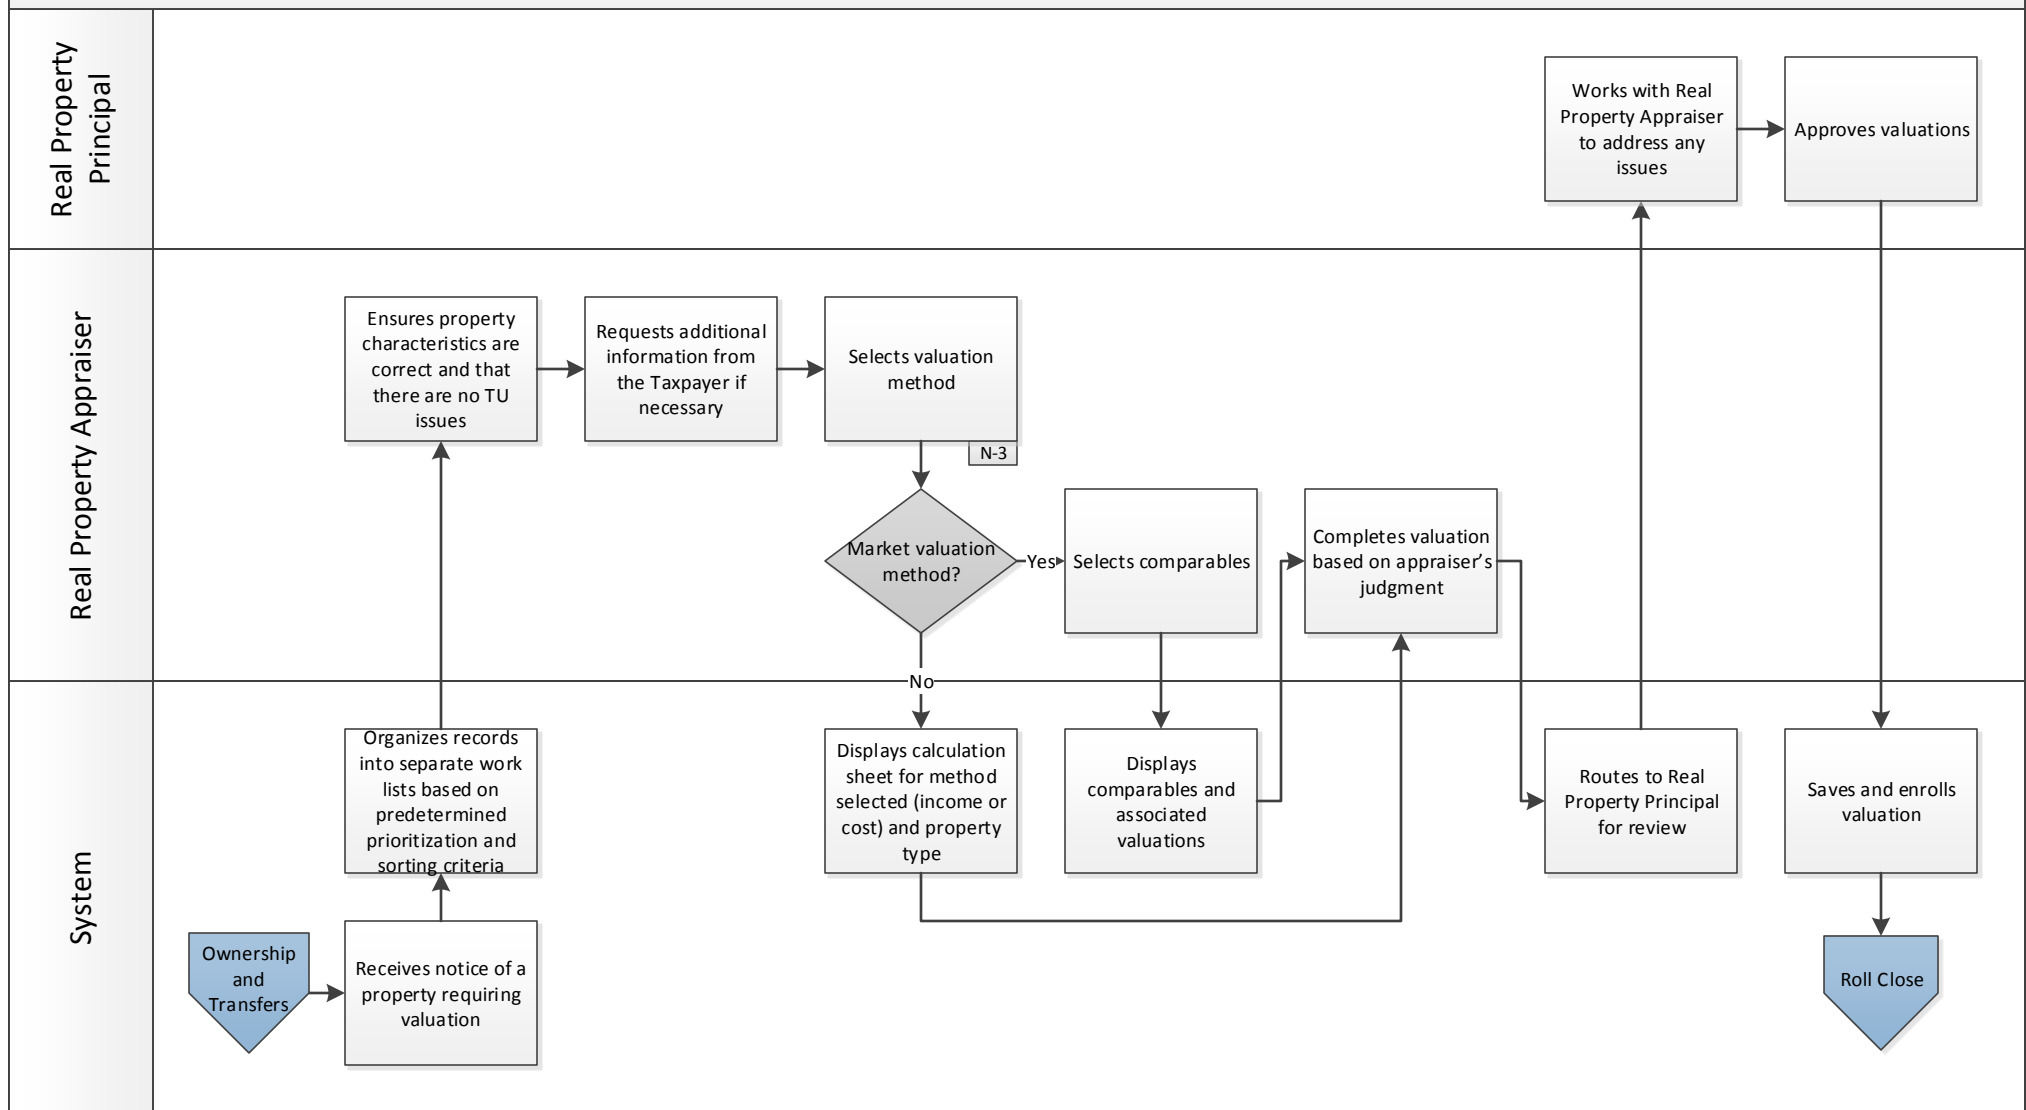 Real Property
Principal
Works with Real
Property Appraiser
to address any
issues
Approves valuations
Real Property Appraiser
Ensures property
characteristics are
correct and that
there are no TU
issues
Requests additional
information from
the Taxpayer if
necessary
Selects valuation
method
N-3
Market valuation
method?
Yes
Selects comparables
Completes valuation
based on appraiser’s
judgment
No
System
Organizes records
into separate work
lists based on
predetermined
prioritization and
sorting criteria
Displays calculation
sheet for method
selected (income or
cost) and property
type
Displays
comparables and
associated
valuations
Routes to Real
Property Principal
for review
Saves and enrolls
valuation
Ownership
and
Transfers
Receives notice of a
property requiring
valuation
Roll Close